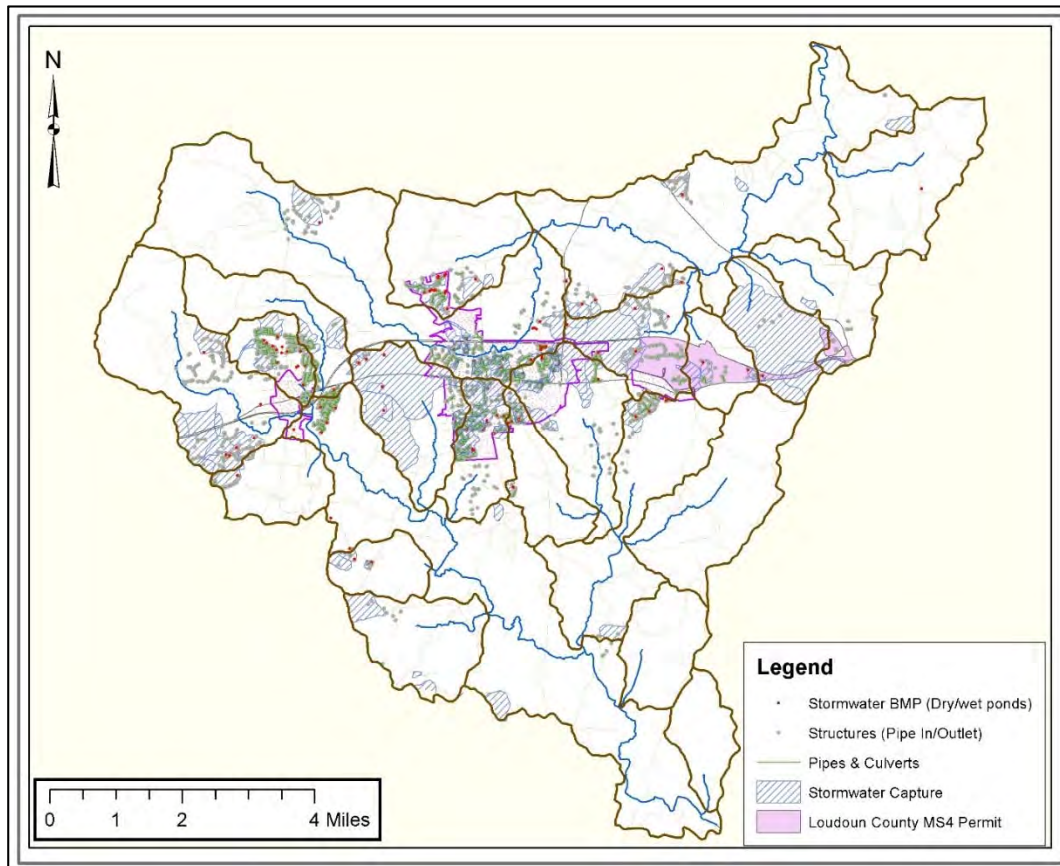 N
Legend
Stormwater BMP (Dry/wet ponds)
Structures (Pipe In/Outlet)
Pipes & Culverts
Stormwater Capture
Loudoun County MS4 Permit
0 1 2 4 Miles